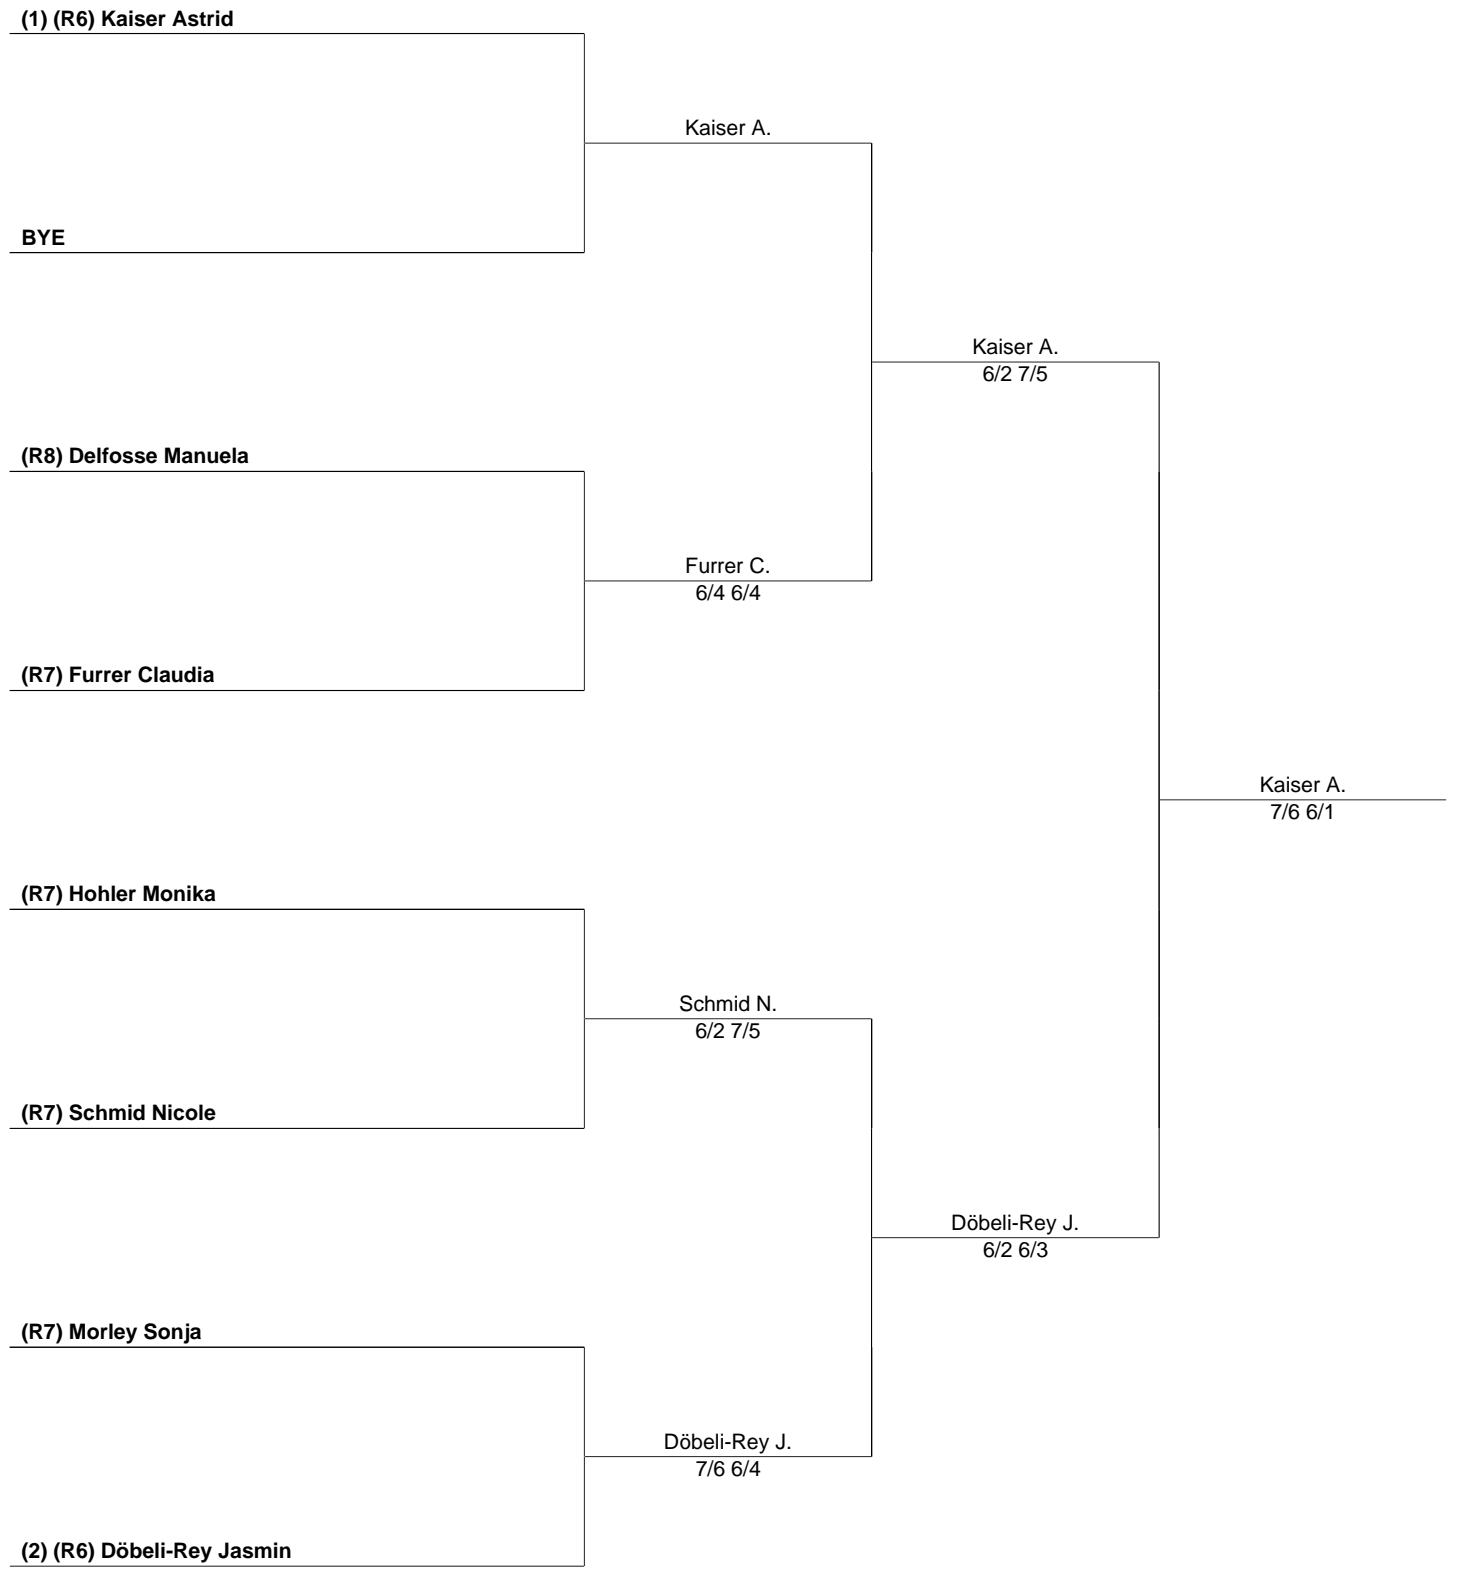 (1) (R6) Kaiser Astrid
Kaiser A.
BYE
Kaiser A.
6/2 7/5
(R8) Delfosse Manuela
Furrer C.
6/4 6/4
(R7) Furrer Claudia
Kaiser A.
7/6 6/1
(R7) Hohler Monika
Schmid N.
6/2 7/5
(R7) Schmid Nicole
Döbeli-Rey J.
6/2 6/3
(R7) Morley Sonja
Döbeli-Rey J.
7/6 6/4
(2) (R6) Döbeli-Rey Jasmin